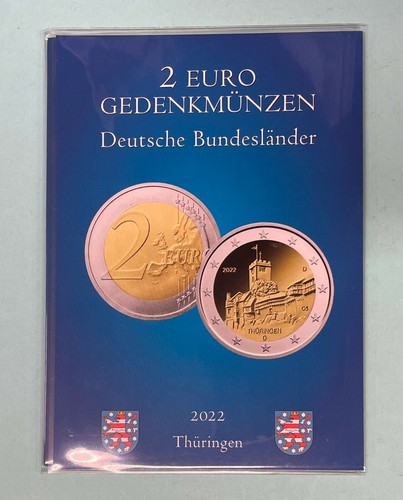 2 EURO
GEDENKMÜNZEN
Deutsche Bundesländer
2 EURO
2022
D
THÜRINGEN
D
2022
Thüringen